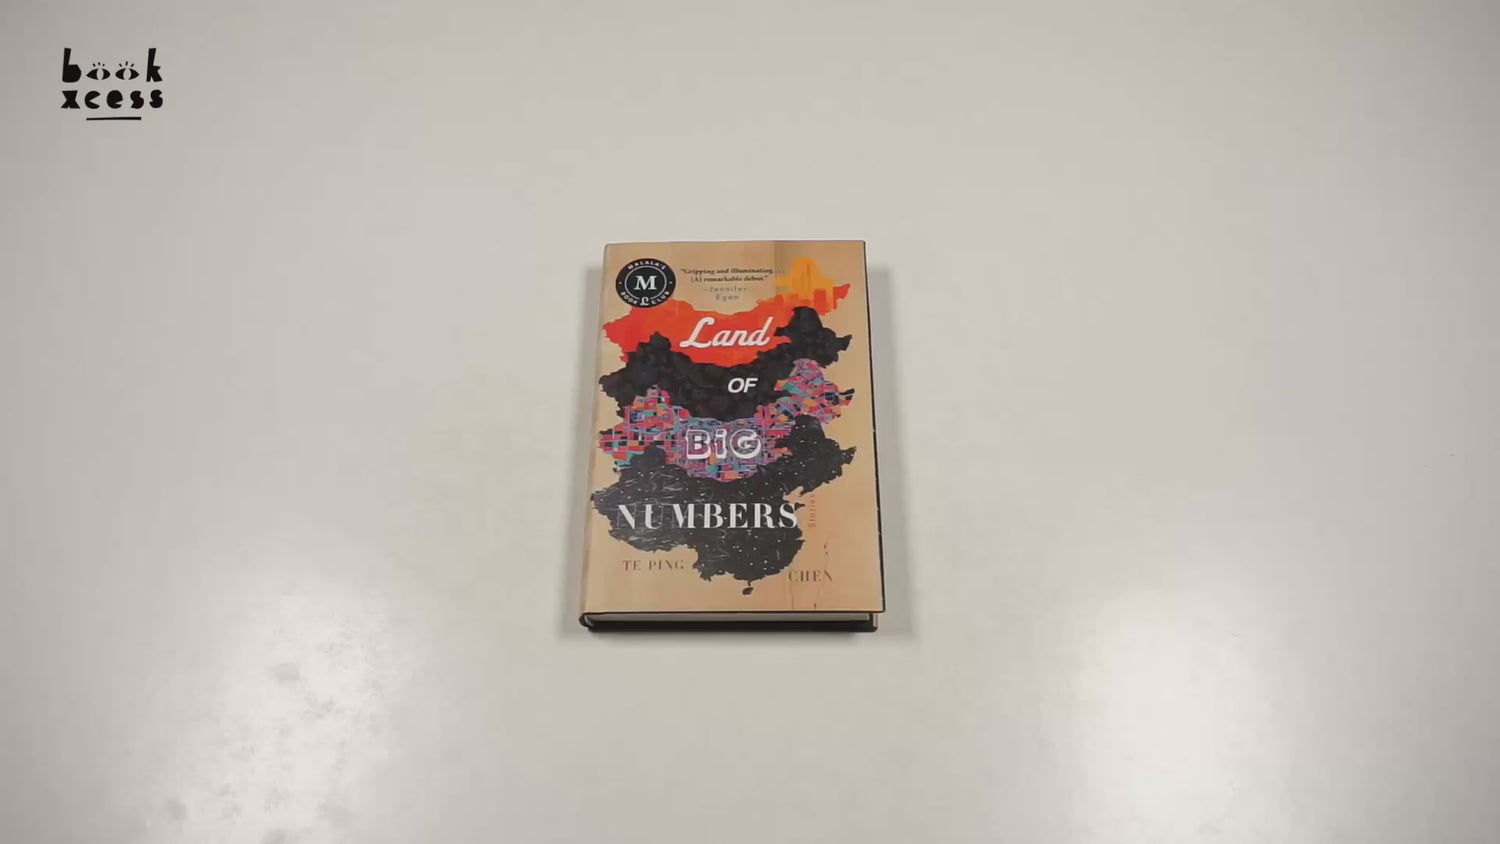 book
xcess
MALALA'S
M
BOOK CLUB
"Gripping and illuminating....
[A] remarkable debut."
—Jennifer
Egan
Land
OF
BiG
NUMBERS
Stories
TE PING
CHEN